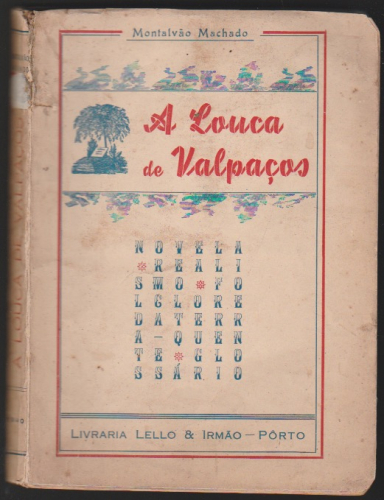 Montalvão Machado
A Louca
de Valpaços
NOVELA
REALI
SMO FO
LCLORE
DATERR
A-QUEN
TE GLO
SSÁRIO
LIVRARIA LELLO & IRMÃO — PÔRTO
A LOUCA DE